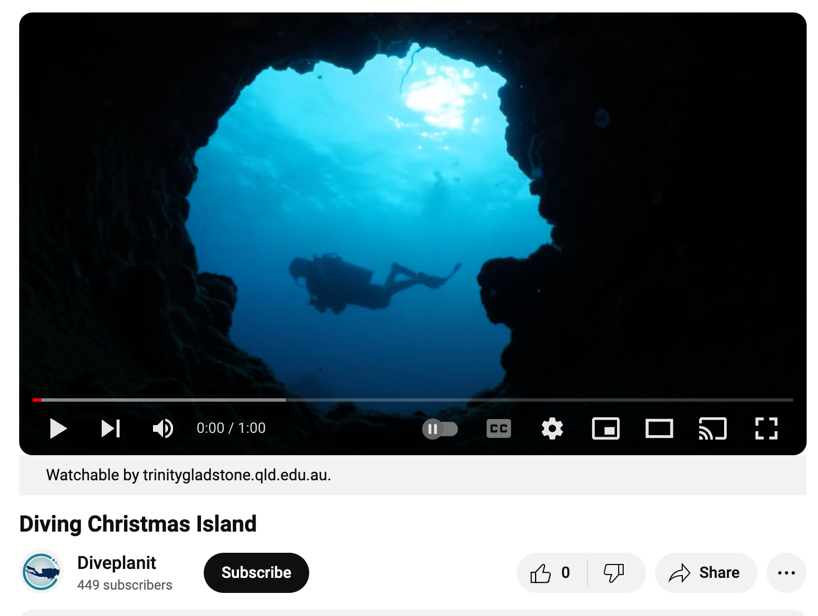 0:00 / 1:00
CC
Watchable by trinitygladstone.qld.edu.au.
Diving Christmas Island
Diveplanit
449 subscribers
Subscribe
0
Share